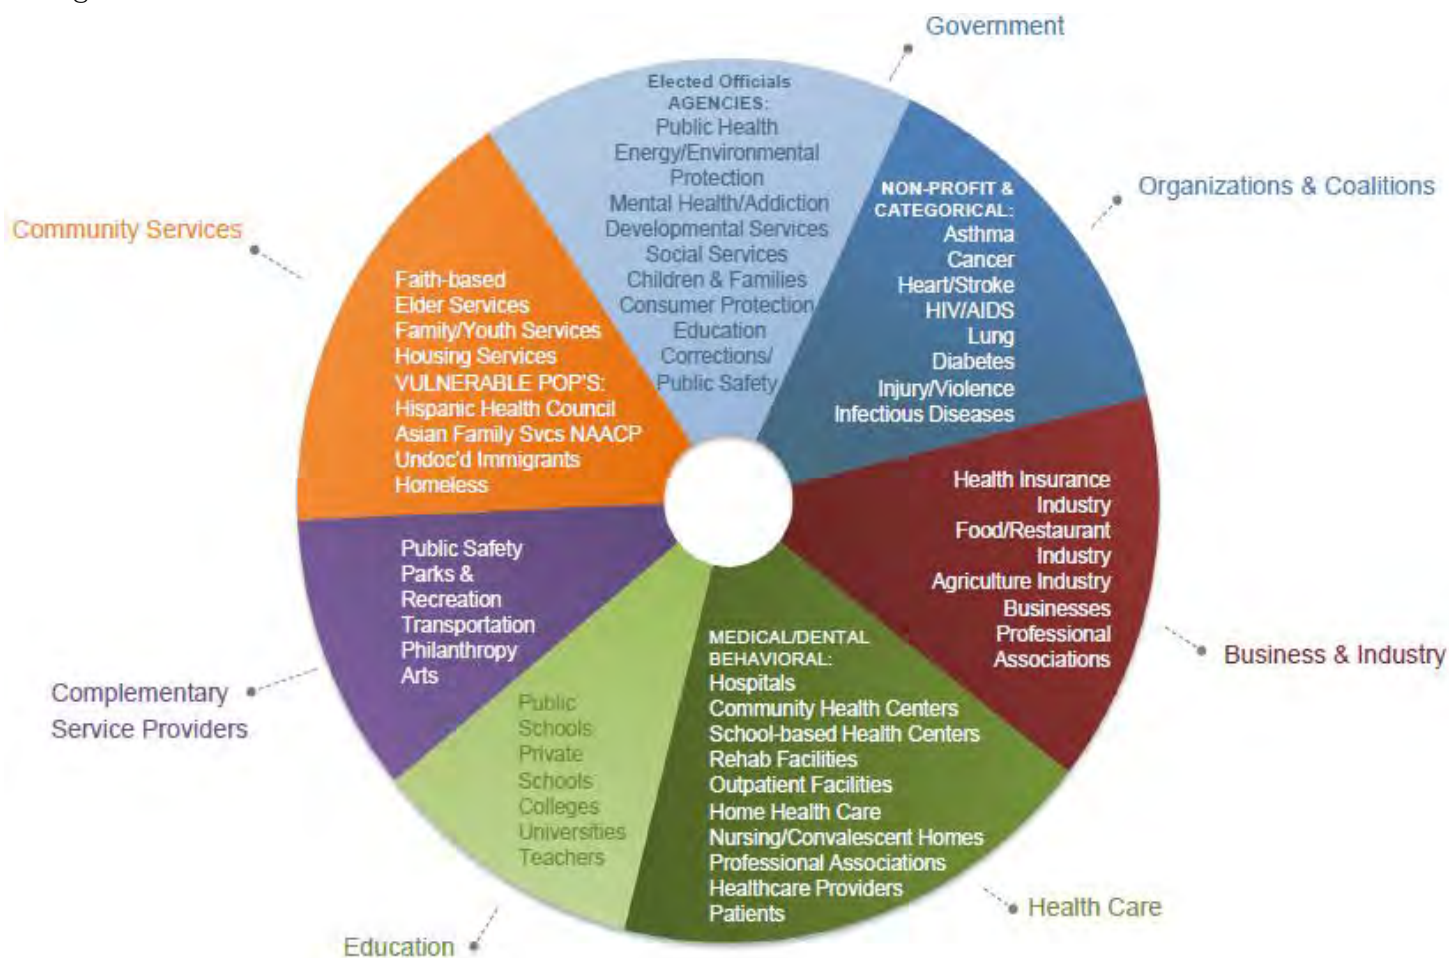 Government
Elected Officials
AGENCIES:
Public Health
Energy/Environmental
Protection
Mental Health/Addiction
Developmental Services
Social Services
Children & Families
Consumer Protection
Education
Corrections/
Public Safety
Organizations & Coalitions
NON-PROFIT &
CATEGORICAL:
Asthma
Cancer
Heart/Stroke
HIV/AIDS
Lung
Diabetes
Injury/Violence
Infectious Diseases
Business & Industry
Health Insurance
Industry
Food/Restaurant
Industry
Agriculture Industry
Businesses
Professional
Associations
Health Care
MEDICAL/DENTAL
BEHAVIORAL:
Hospitals
Community Health Centers
School-based Health Centers
Rehab Facilities
Outpatient Facilities
Home Health Care
Nursing/Convalescent Homes
Professional Associations
Healthcare Providers
Patients
Education
Public
Schools
Private
Schools
Colleges
Universities
Teachers
Complementary
Service Providers
Public Safety
Parks &
Recreation
Transportation
Philanthropy
Arts
Community Services
Faith-based
Elder Services
Family/Youth Services
Housing Services
VULNERABLE POP'S:
Hispanic Health Council
Asian Family Svcs NAACP
Undoc'd Immigrants
Homeless